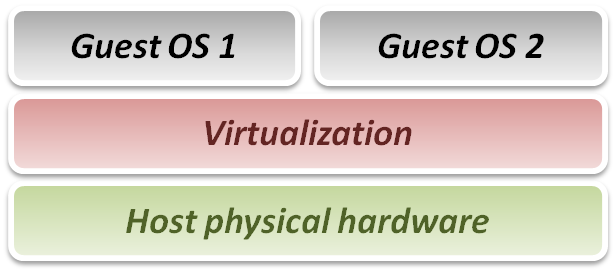 Guest OS 1
Guest OS 2
Virtualization
Host physical hardware